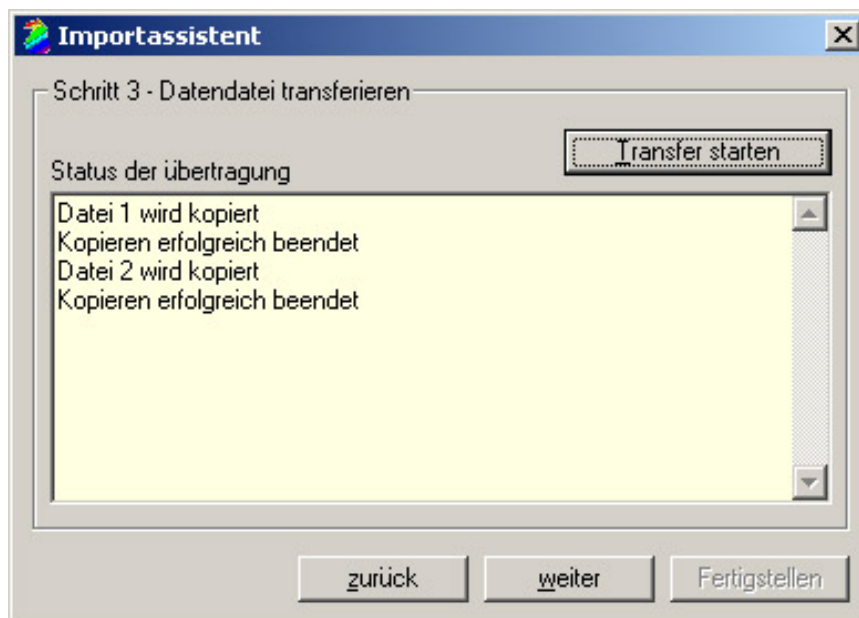 Importassistent
Schritt 3 - Datendatei transferieren
Transfer starten
Status der übertragung
Datei 1 wird kopiert
Kopieren erfolgreich beendet
Datei 2 wird kopiert
Kopieren erfolgreich beendet
zurück weiter Fertigstellen